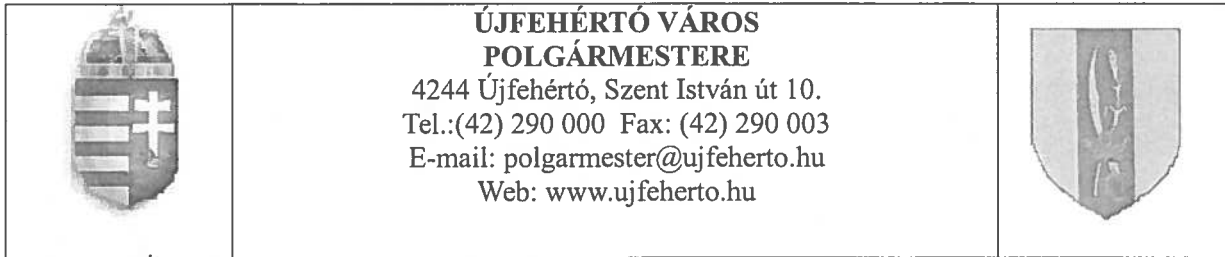 ÚJFEHÉRTÓ VÁROS
POLGÁRMESTERE
4244 Újfehértó, Szent István út 10.
Tel.:(42) 290 000 Fax: (42) 290 003
E-mail: polgarmester@ujfeherto.hu
Web: www.ujfeherto.hu